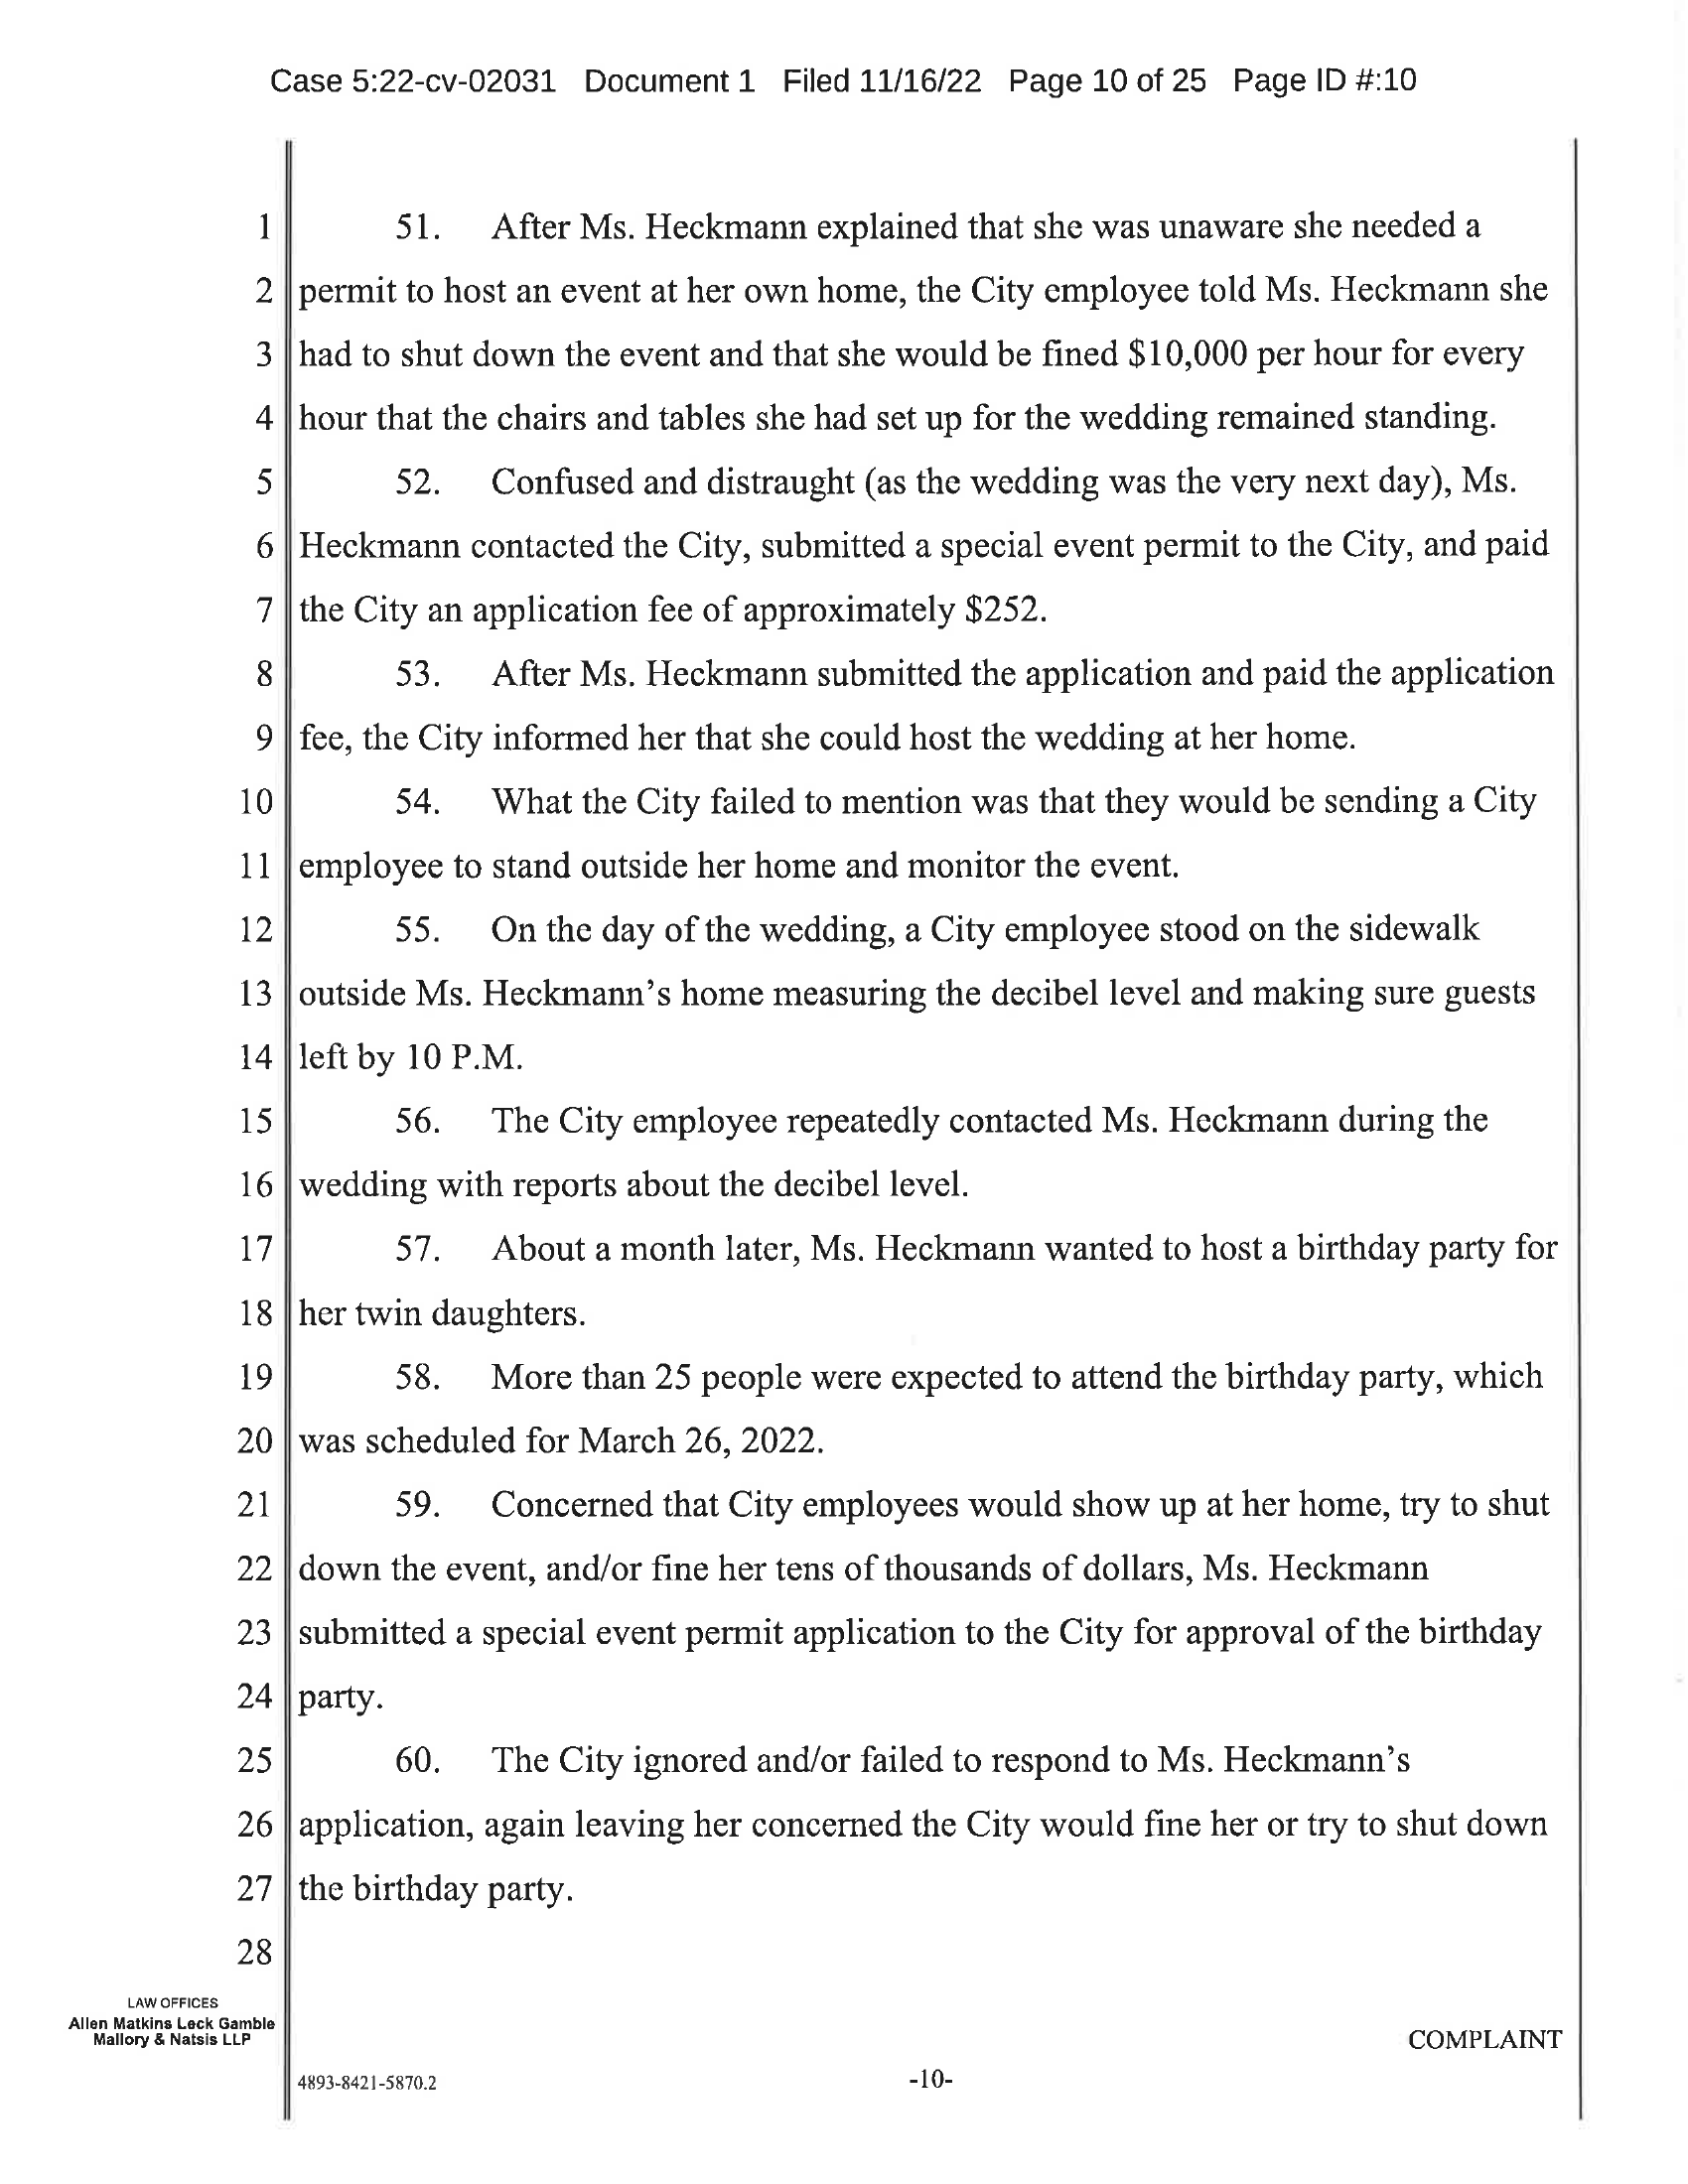 Case 5:22-cv-02031 Document 1 Filed 11/16/22 Page 10 of 25 Page ID #:10
1 51. After Ms. Heckmann explained that she was unaware she needed a
2 permit to host an event at her own home, the City employee told Ms. Heckmann she
3 had to shut down the event and that she would be fined $10,000 per hour for every
4 hour that the chairs and tables she had set up for the wedding remained standing.
5 52. Confused and distraught (as the wedding was the very next day), Ms.
6 Heckmann contacted the City, submitted a special event permit to the City, and paid
7 the City an application fee of approximately $252.
8 53. After Ms. Heckmann submitted the application and paid the application
9 fee, the City informed her that she could host the wedding at her home.
10 54. What the City failed to mention was that they would be sending a City
11 employee to stand outside her home and monitor the event.
12 55. On the day of the wedding, a City employee stood on the sidewalk
13 outside Ms. Heckmann's home measuring the decibel level and making sure guests
14 left by 10 P.M.
15 56. The City employee repeatedly contacted Ms. Heckmann during the
16 wedding with reports about the decibel level.
17 57. About a month later, Ms. Heckmann wanted to host a birthday party for
18 her twin daughters.
19 58. More than 25 people were expected to attend the birthday party, which
20 was scheduled for March 26, 2022.
21 59. Concerned that City employees would show up at her home, try to shut
22 down the event, and/or fine her tens of thousands of dollars, Ms. Heckmann
23 submitted a special event permit application to the City for approval of the birthday
24 party.
25 60. The City ignored and/or failed to respond to Ms. Heckmann's
26 application, again leaving her concerned the City would fine her or try to shut down
27 the birthday party.
28
LAW OFFICES
Allen Matkins Leck Gamble
Mallory & Natsis LLP
COMPLAINT
4893-8421-5870.2
-10-